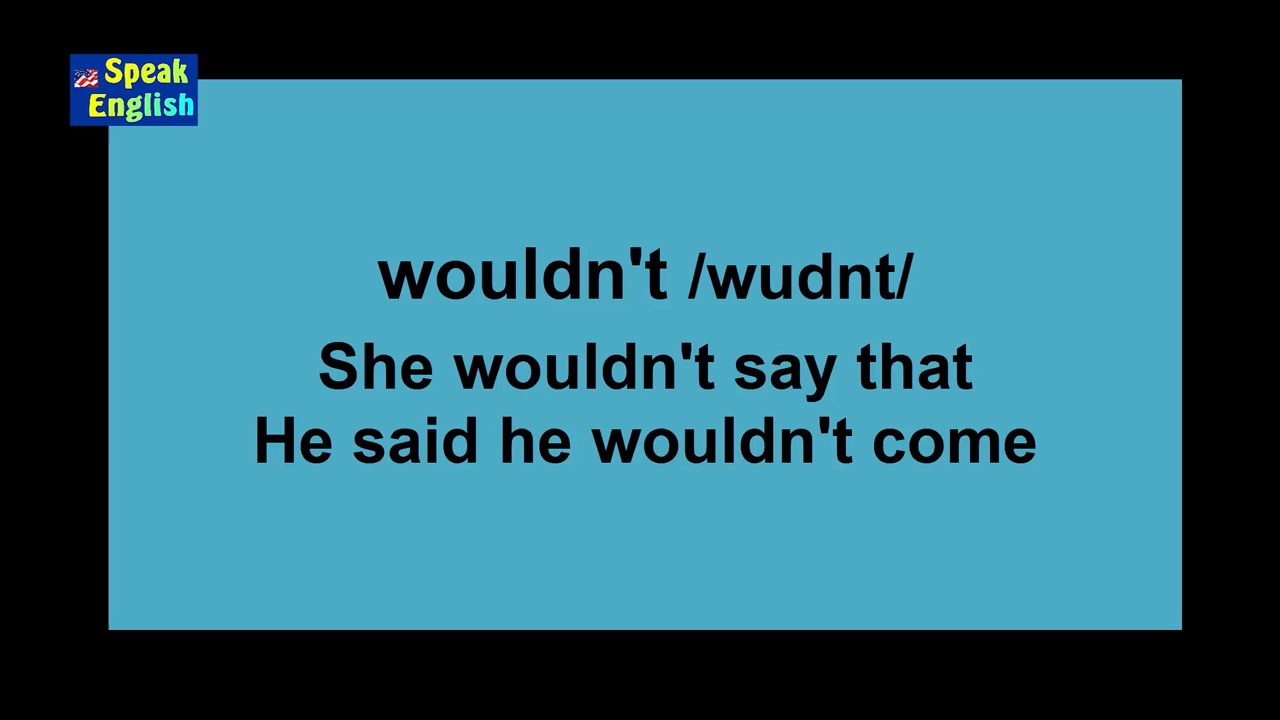 Speak
English
wouldn't /wudnt/
She wouldn't say that
He said he wouldn't come